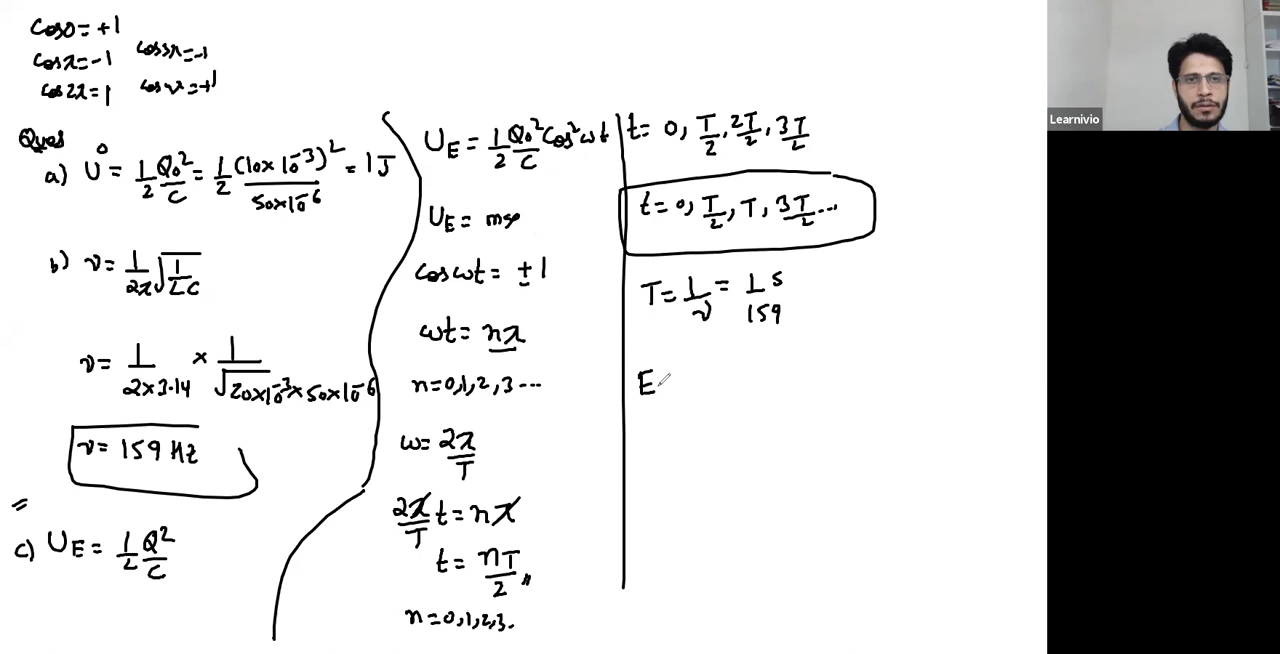 cos0 = +1
cosπ = -1 cos3π = -1
cos2π = 1 cos4π = +1
Ques
a) U° = 1/2 Q₀²/C = 1/2 (10×10⁻³)²/50×10⁻⁶ = 1J
b) ν = 1/2π √1/LC
ν = 1/2×3.14 × 1/√20×10⁻³×50×10⁻⁶
ν = 159 Hz
c) U_E = 1/2 Q²/C
U_E = 1/2 Q₀²/C cos²ωt
U_E = max
cosωt = ±1
ωt = nπ
n=0,1,2,3---
ω = 2π/T
2π/T t = nπ
t = nT/2 〃
n=0,1,2,3.
t = 0, T/2, 2T/2, 3T/2
t = 0, T/2, T, 3T/2 ...
T = 1/ν = 1/159 s
E
Learnivio